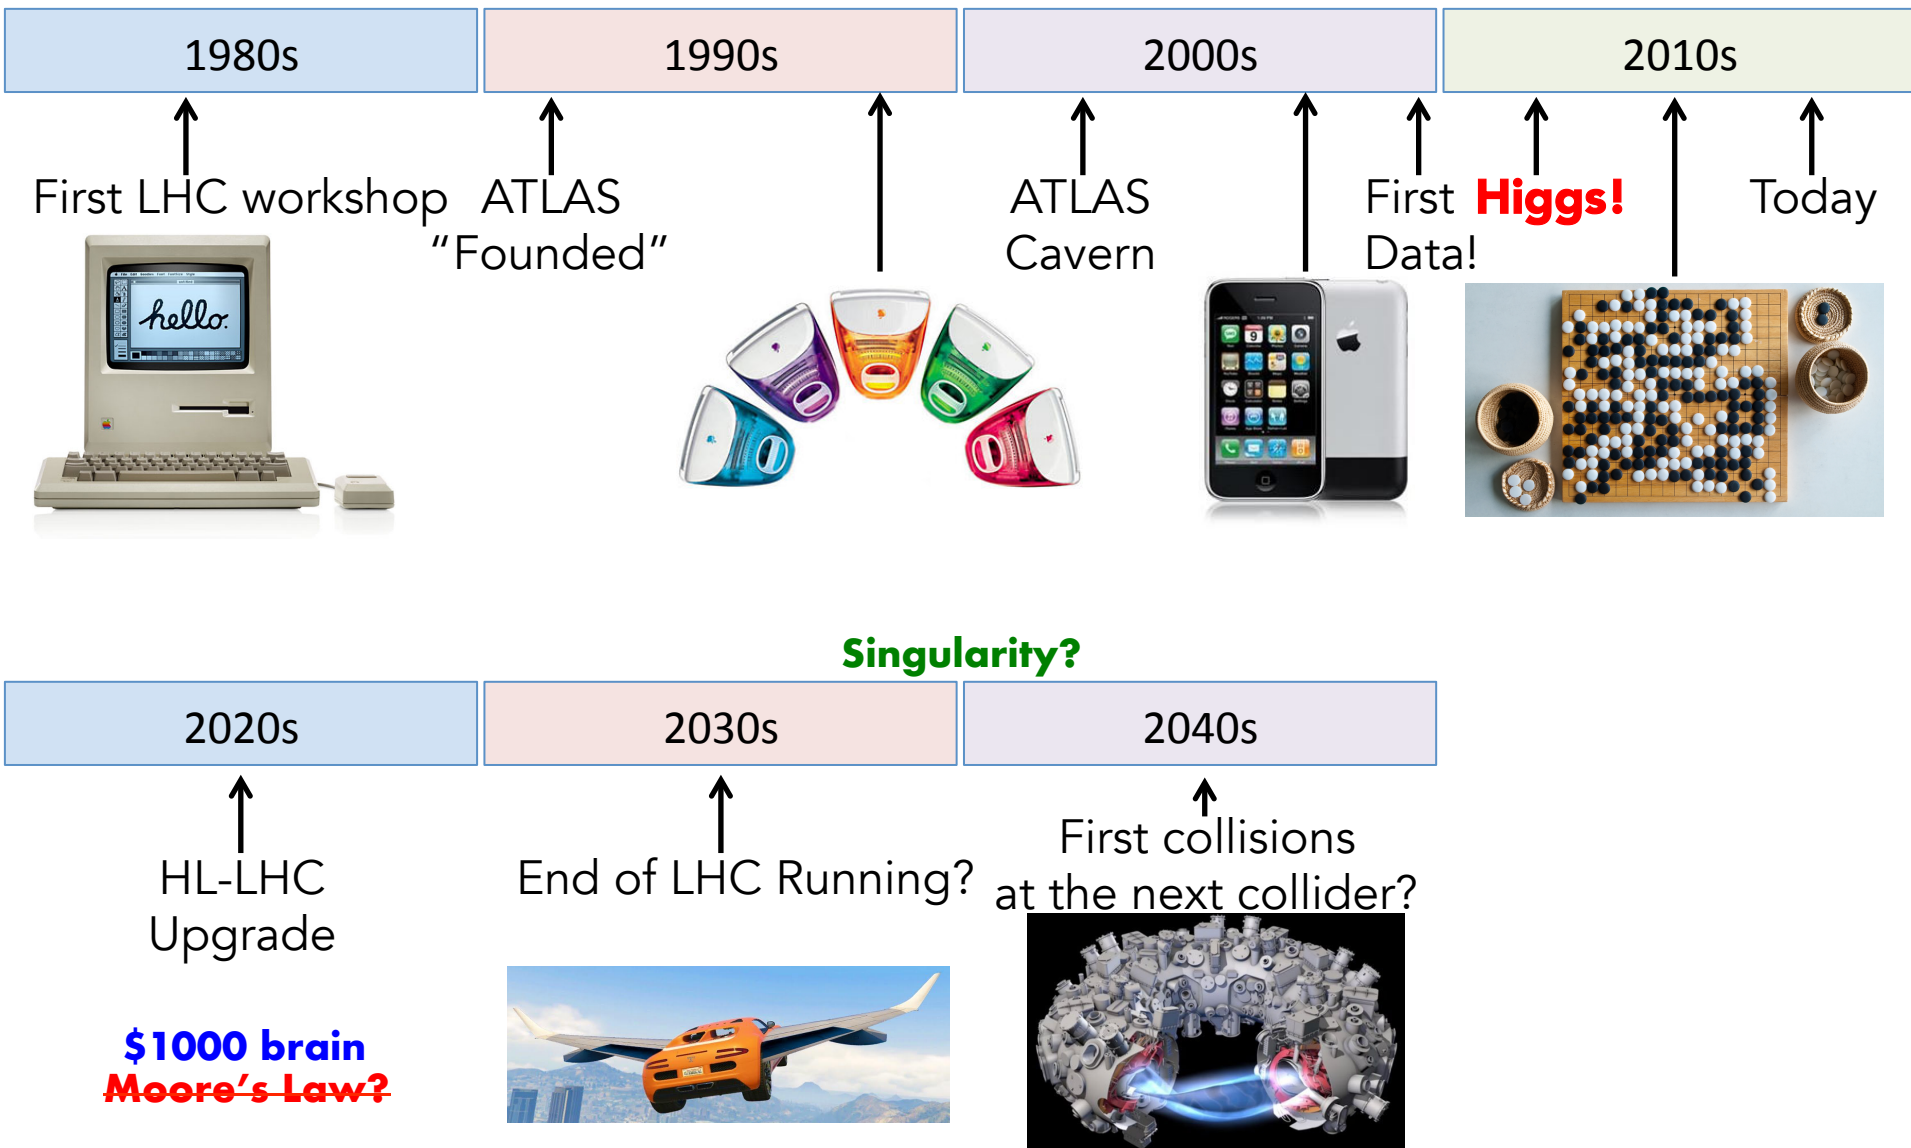 1980s
1990s
2000s
2010s
First LHC workshop
ATLAS
“Founded”
ATLAS
Cavern
First
Data!
Higgs!
Today
hello.
Singularity?
2020s
2030s
2040s
HL-LHC
Upgrade
End of LHC Running?
First collisions
at the next collider?
$1000 brain
Moore’s Law?